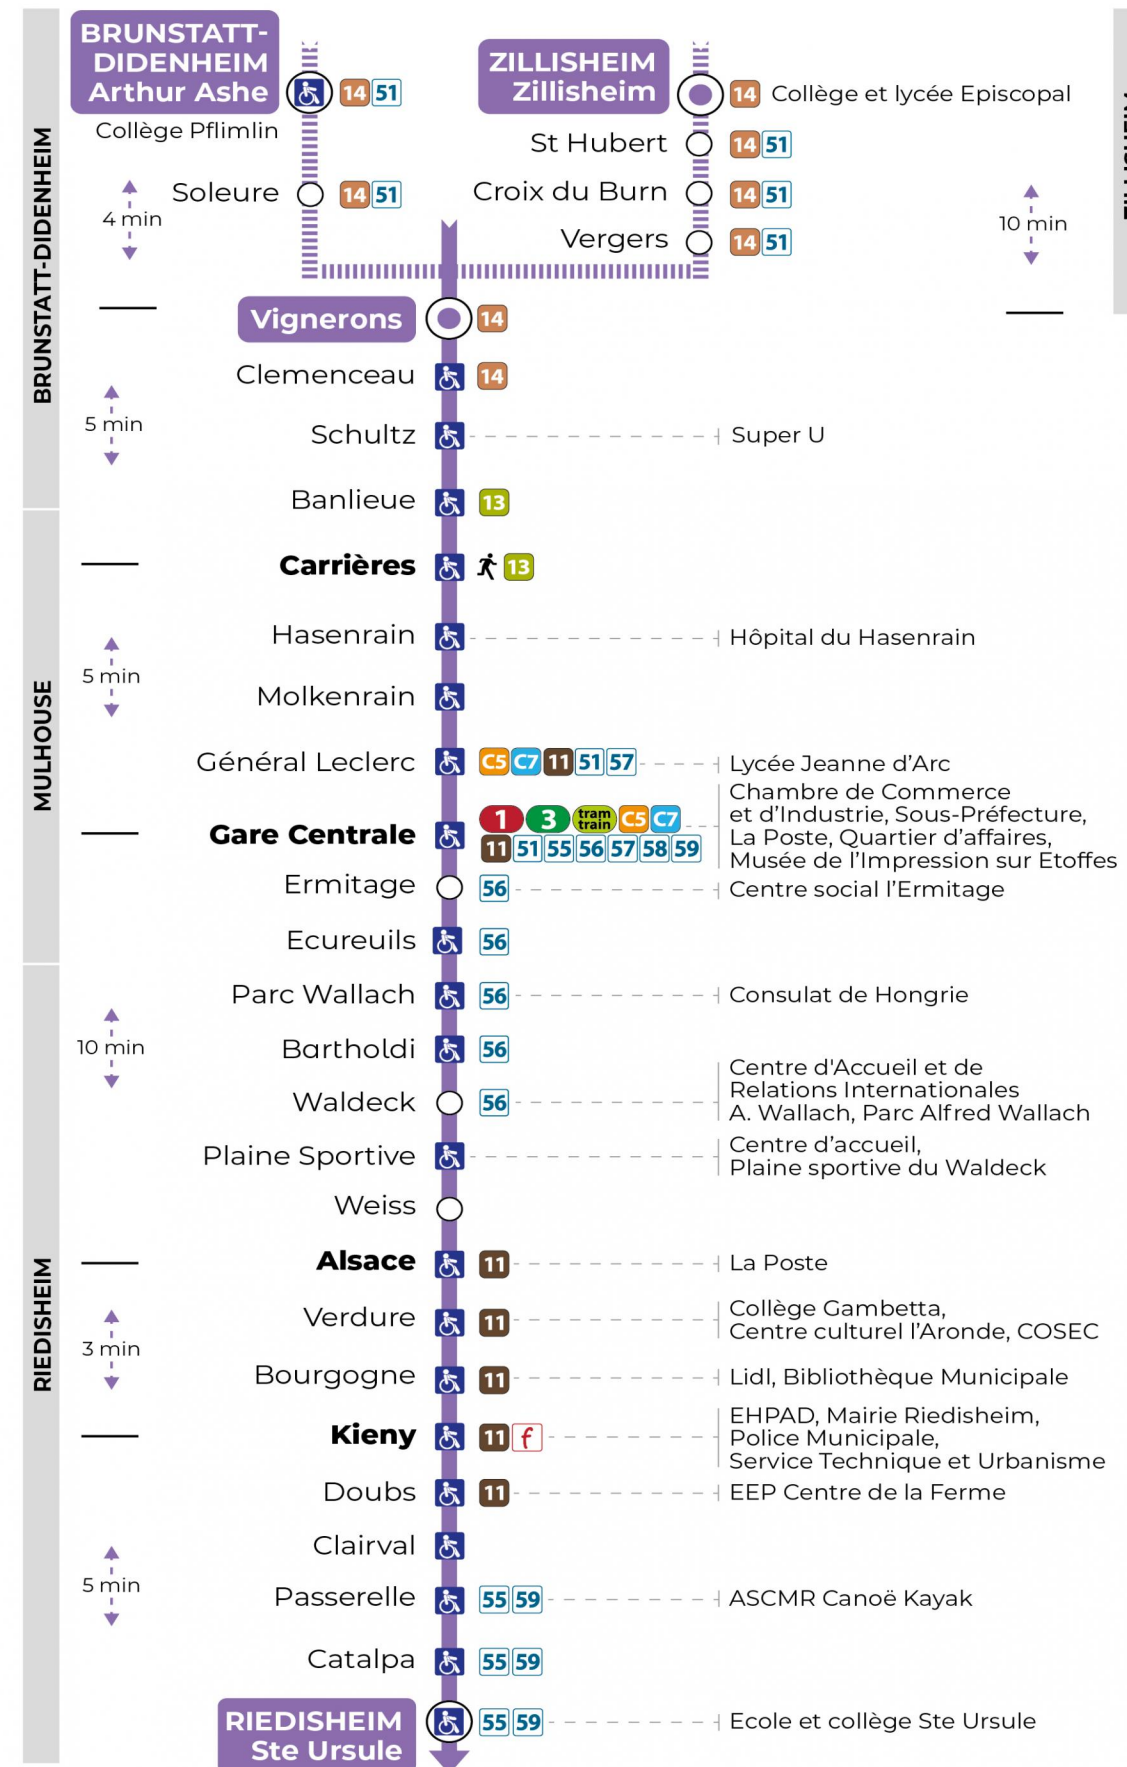 BRUNSTATT-
DIDENHEIM
Arthur Ashe
14 51
Collège Pflimlin
ZILLISHEIM
Zillisheim
14 Collège et lycée Episcopal
St Hubert 14 51
Soleure 14 51
Croix du Burn 14 51
Vergers 14 51
4 min
10 min
BRUNSTATT-DIDENHEIM
Vignerons 14
Clemenceau 14
5 min
Schultz Super U
Banlieue 13
MULHOUSE
Carrières 13
Hasenrain Hôpital du Hasenrain
5 min
Molkenrain
Général Leclerc C5 C7 11 51 57 Lycée Jeanne d'Arc
Gare Centrale 1 3 tram train C5 C7
11 51 55 56 57 58 59
Chambre de Commerce
et d'Industrie, Sous-Préfecture,
La Poste, Quartier d'affaires,
Musée de l'Impression sur Etoffes
Ermitage 56 Centre social l'Ermitage
Ecureuils 56
RIEDISHEIM
Parc Wallach 56 Consulat de Hongrie
10 min
Bartholdi 56
Waldeck 56
Centre d'Accueil et de
Relations Internationales
A. Wallach, Parc Alfred Wallach
Plaine Sportive
Centre d'accueil,
Plaine sportive du Waldeck
Weiss
Alsace 11 La Poste
Verdure 11
Collège Gambetta,
Centre culturel l'Aronde, COSEC
3 min
Bourgogne 11 Lidl, Bibliothèque Municipale
Kieny 11 f
EHPAD, Mairie Riedisheim,
Police Municipale,
Service Technique et Urbanisme
Doubs 11 EEP Centre de la Ferme
Clairval
5 min
Passerelle 55 59 ASCMR Canoë Kayak
Catalpa 55 59
RIEDISHEIM
Ste Ursule
55 59 Ecole et collège Ste Ursule